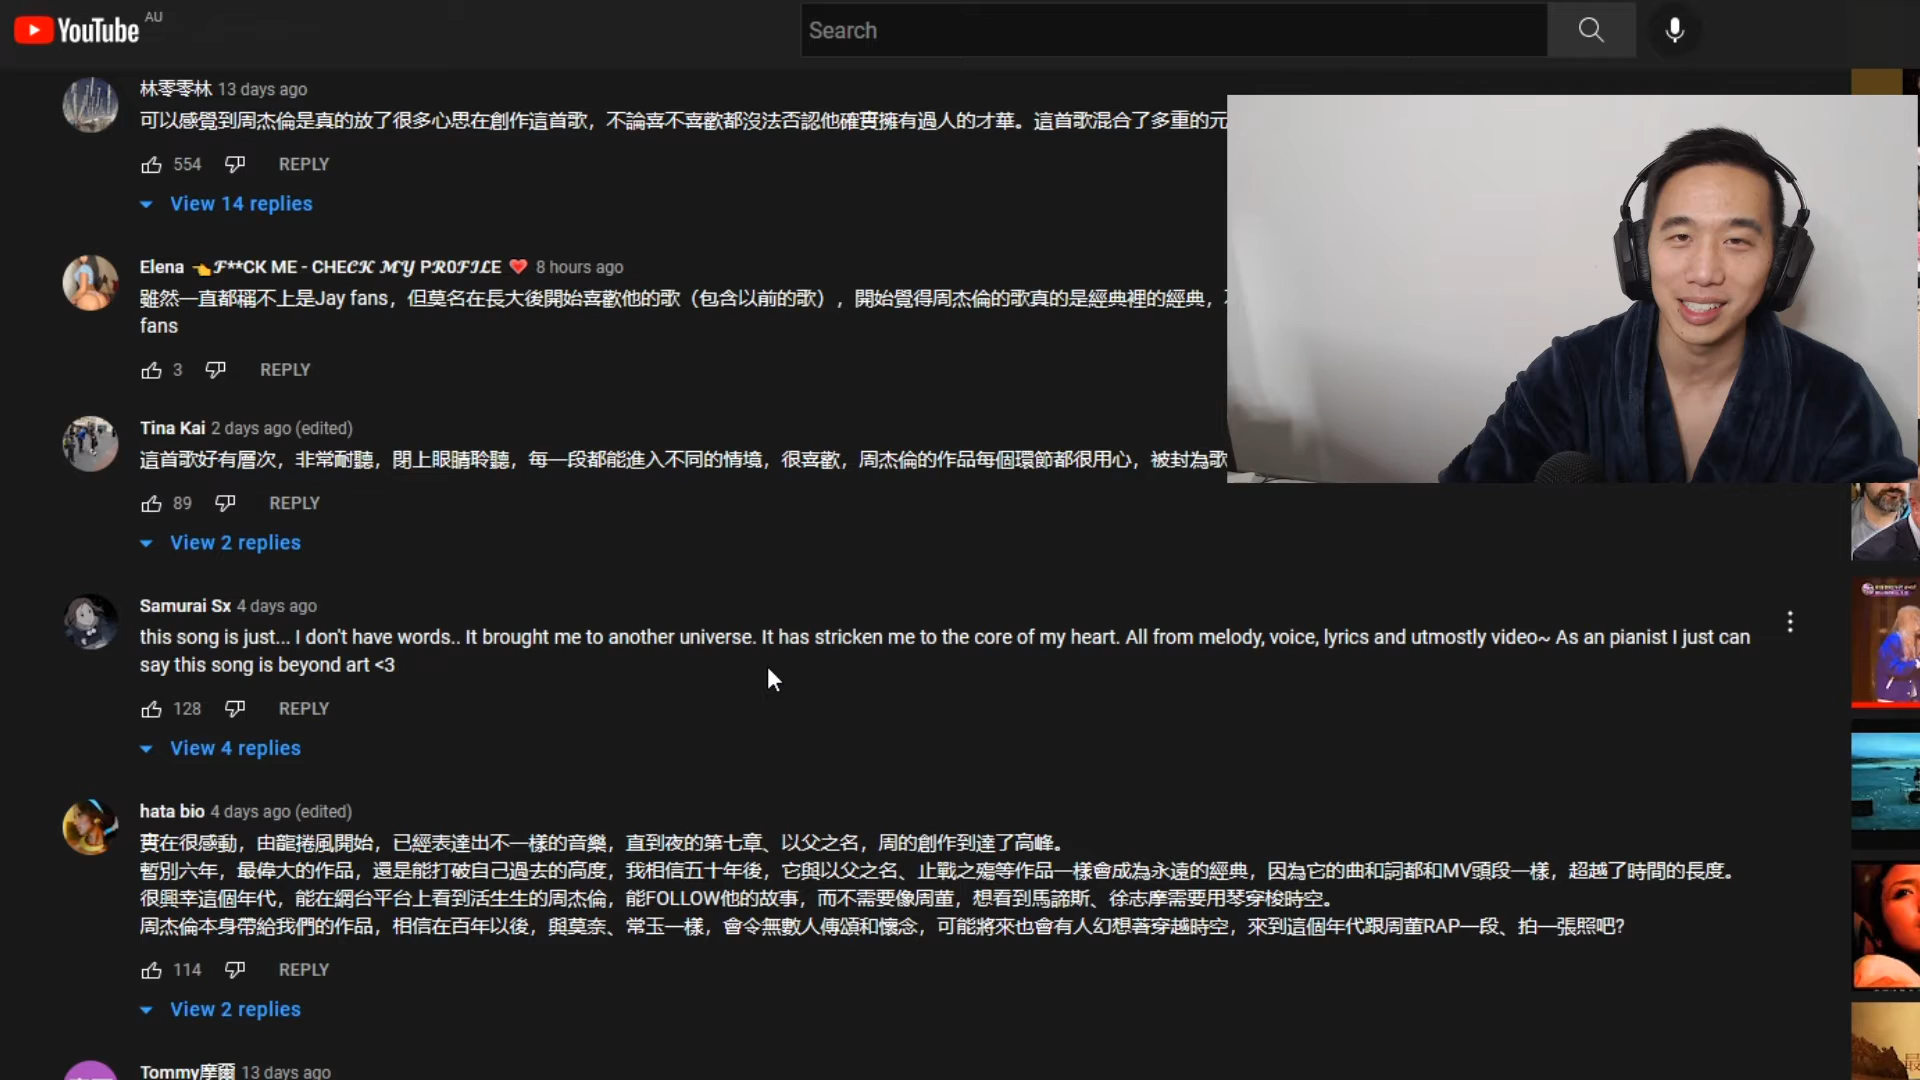 YouTube AU
Search
林零零林 13 days ago
可以感覺到周杰倫是真的放了很多心思在創作這首歌，不論喜不喜歡都沒法否認他確實擁有過人的才華。這首歌混合了多重的元
554 REPLY
View 14 replies
Elena 👈𝓕**CK ME - CHE𝓒𝓚 𝓜𝓨 P𝓡0𝓕𝓘𝓛E ❤️ 8 hours ago
雖然一直都稱不上是Jay fans，但莫名在長大後開始喜歡他的歌（包含以前的歌），開始覺得周杰倫的歌真的是經典裡的經典，
fans
3 REPLY
Tina Kai 2 days ago (edited)
這首歌好有層次，非常耐聽，閉上眼睛聆聽，每一段都能進入不同的情境，很喜歡，周杰倫的作品每個環節都很用心，被封為歌
89 REPLY
View 2 replies
Samurai Sx 4 days ago
this song is just... I don't have words.. It brought me to another universe. It has stricken me to the core of my heart. All from melody, voice, lyrics and utmostly video~ As an pianist I just can
say this song is beyond art <3
128 REPLY
View 4 replies
hata bio 4 days ago (edited)
實在很感動，由龍捲風開始，已經表達出不一樣的音樂，直到夜的第七章、以父之名，周的創作到達了高峰。
暫別六年，最偉大的作品，還是能打破自己過去的高度，我相信五十年後，它與以父之名、止戰之殤等作品一樣會成為永遠的經典，因為它的曲和詞都和MV頭段一樣，超越了時間的長度。
很興幸這個年代，能在網台平台上看到活生生的周杰倫，能FOLLOW他的故事，而不需要像周董，想看到馬諦斯、徐志摩需要用琴穿梭時空。
周杰倫本身帶給我們的作品，相信在百年以後，與莫奈、常玉一樣，會令無數人傳頌和懷念，可能將來也會有人幻想著穿越時空，來到這個年代跟周董RAP一段、拍一張照吧?
114 REPLY
View 2 replies
Tommy摩爾 13 days ago